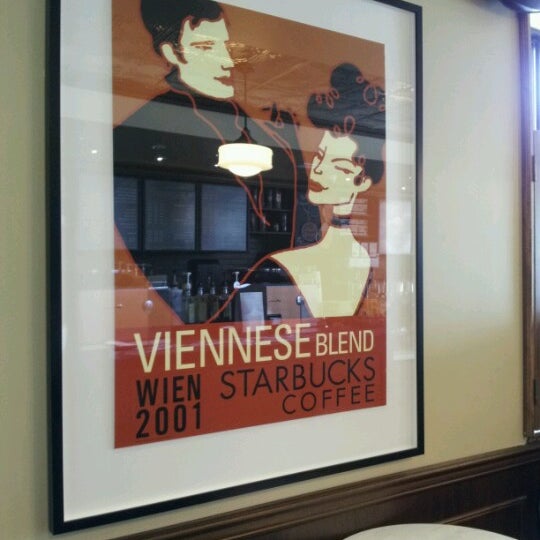 VIENNESE BLEND
WIEN STARBUCKS
2001 COFFEE